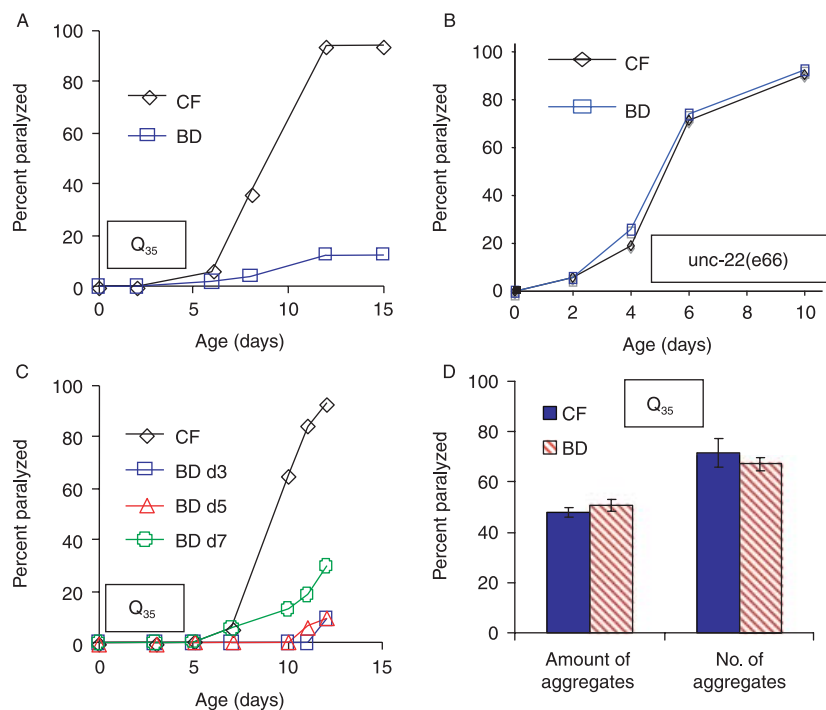 A
100
80
60
40
20
0
Percent paralyzed
CF
BD
Q35
0
5
10
15
Age (days)
B
100
80
60
40
20
0
Percent paralyzed
CF
BD
unc-22(e66)
0
2
4
6
8
10
Age (days)
C
100
80
60
40
20
0
Percent paralyzed
CF
BD d3
BD d5
BD d7
Q35
0
5
10
15
Age (days)
D
100
80
60
40
20
0
Percent paralyzed
Q35
CF
BD
Amount of
aggregates
No. of
aggregates